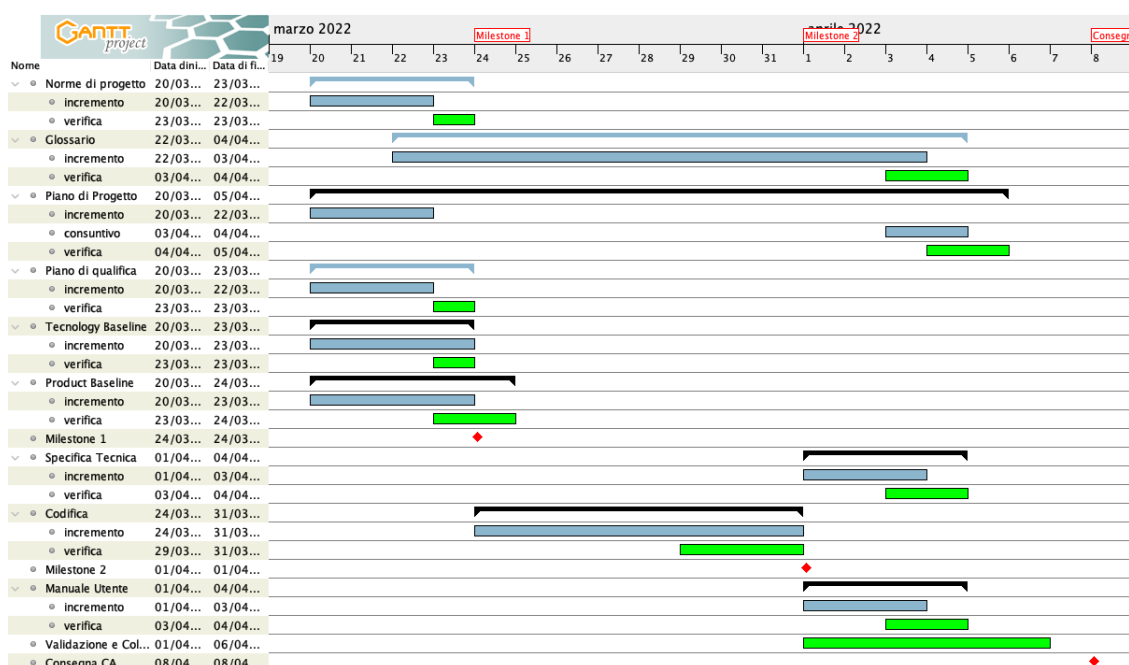 GANTT project
marzo 2022
aprile 2022
Milestone 1
Milestone 2
Consegn
19 20 21 22 23 24 25 26 27 28 29 30 31 1 2 3 4 5 6 7 8
Nome Data dini... Data di fi...
Norme di progetto 20/03... 23/03...
incremento 20/03... 22/03...
verifica 23/03... 23/03...
Glossario 22/03... 04/04...
incremento 22/03... 03/04...
verifica 03/04... 04/04...
Piano di Progetto 20/03... 05/04...
incremento 20/03... 22/03...
consuntivo 03/04... 04/04...
verifica 04/04... 05/04...
Piano di qualifica 20/03... 23/03...
incremento 20/03... 22/03...
verifica 23/03... 23/03...
Tecnology Baseline 20/03... 23/03...
incremento 20/03... 23/03...
verifica 23/03... 23/03...
Product Baseline 20/03... 24/03...
incremento 20/03... 23/03...
verifica 23/03... 24/03...
Milestone 1 24/03... 24/03...
Specifica Tecnica 01/04... 04/04...
incremento 01/04... 03/04...
verifica 03/04... 04/04...
Codifica 24/03... 31/03...
incremento 24/03... 31/03...
verifica 29/03... 31/03...
Milestone 2 01/04... 01/04...
Manuale Utente 01/04... 04/04...
incremento 01/04... 03/04...
verifica 03/04... 04/04...
Validazione e Col... 01/04... 06/04...
Consegna CA 08/04... 08/04...